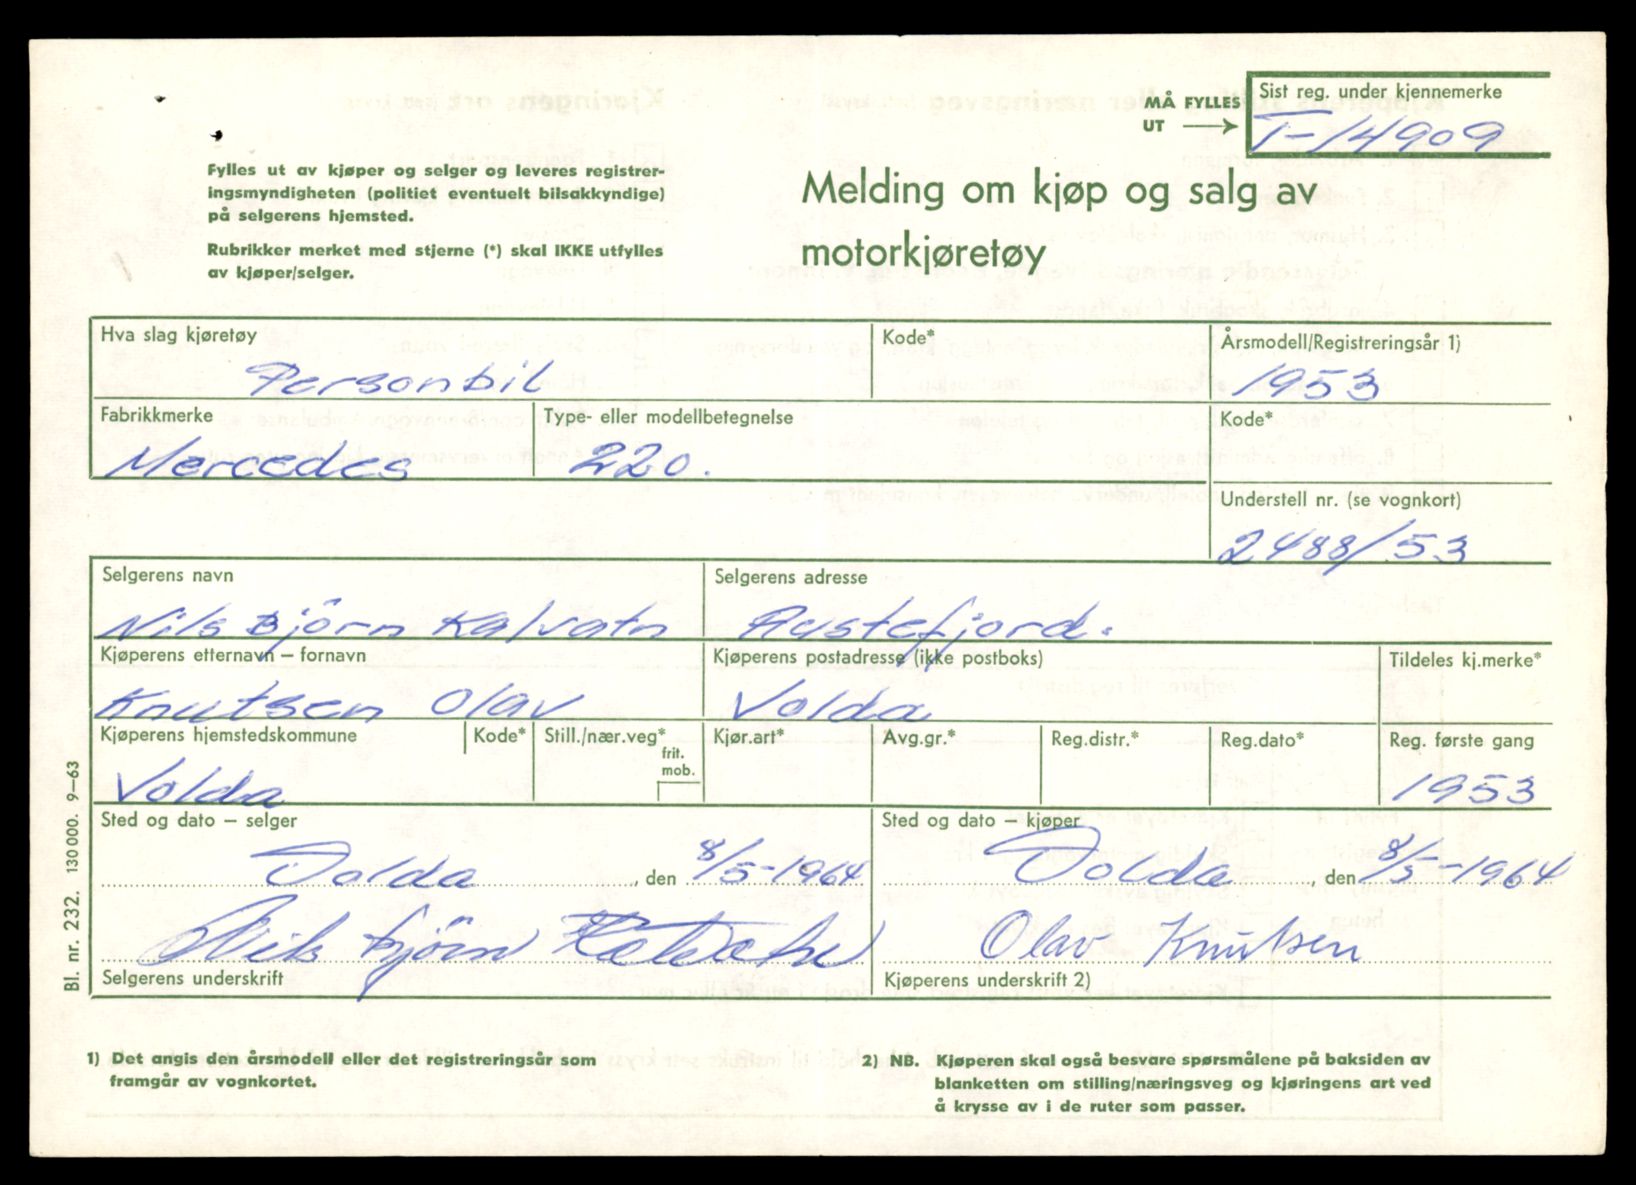 MÅ FYLLES UT → Sist reg. under kjennemerke
T-14909
Fylles ut av kjøper og selger og leveres registrer-
ingsmyndigheten (politiet eventuelt bilsakkyndige)
på selgerens hjemsted.
Rubrikker merket med stjerne (*) skal IKKE utfylles
av kjøper/selger.
Melding om kjøp og salg av
motorkjøretøy
Hva slag kjøretøy Kode* Årsmodell/Registreringsår 1)
Personbil 1953
Fabrikkmerke Type- eller modellbetegnelse Kode*
Mercedes 220.
Understell nr. (se vognkort)
2488/53
Selgerens navn Selgerens adresse
Nils Bjørn Kalvatn Austefjord.
Kjøperens etternavn – fornavn Kjøperens postadresse (ikke postboks) Tildeles kj.merke*
Knutsen Olav Volda
Kjøperens hjemstedskommune Kode* Still./nær.veg* frit. mob. Kjør.art* Avg.gr.* Reg.distr.* Reg.dato* Reg. første gang
Volda 1953
Sted og dato – selger Sted og dato – kjøper
Volda, den 8/5-1964 Volda, den 8/5-1964
Nils Bjørn Kalvatn Olav Knutsen
Selgerens underskrift Kjøperens underskrift 2)
Bl. nr. 232. 130000. 9–63
1) Det angis den årsmodell eller det registreringsår som
framgår av vognkortet.
2) NB. Kjøperen skal også besvare spørsmålene på baksiden av
blanketten om stilling/næringsveg og kjøringens art ved
å krysse av i de ruter som passer.